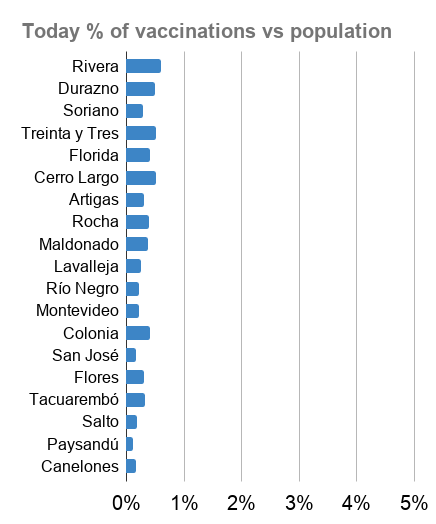 Today % of vaccinations vs population
Rivera
Durazno
Soriano
Treinta y Tres
Florida
Cerro Largo
Artigas
Rocha
Maldonado
Lavalleja
Río Negro
Montevideo
Colonia
San José
Flores
Tacuarembó
Salto
Paysandú
Canelones
0% 1% 2% 3% 4% 5%